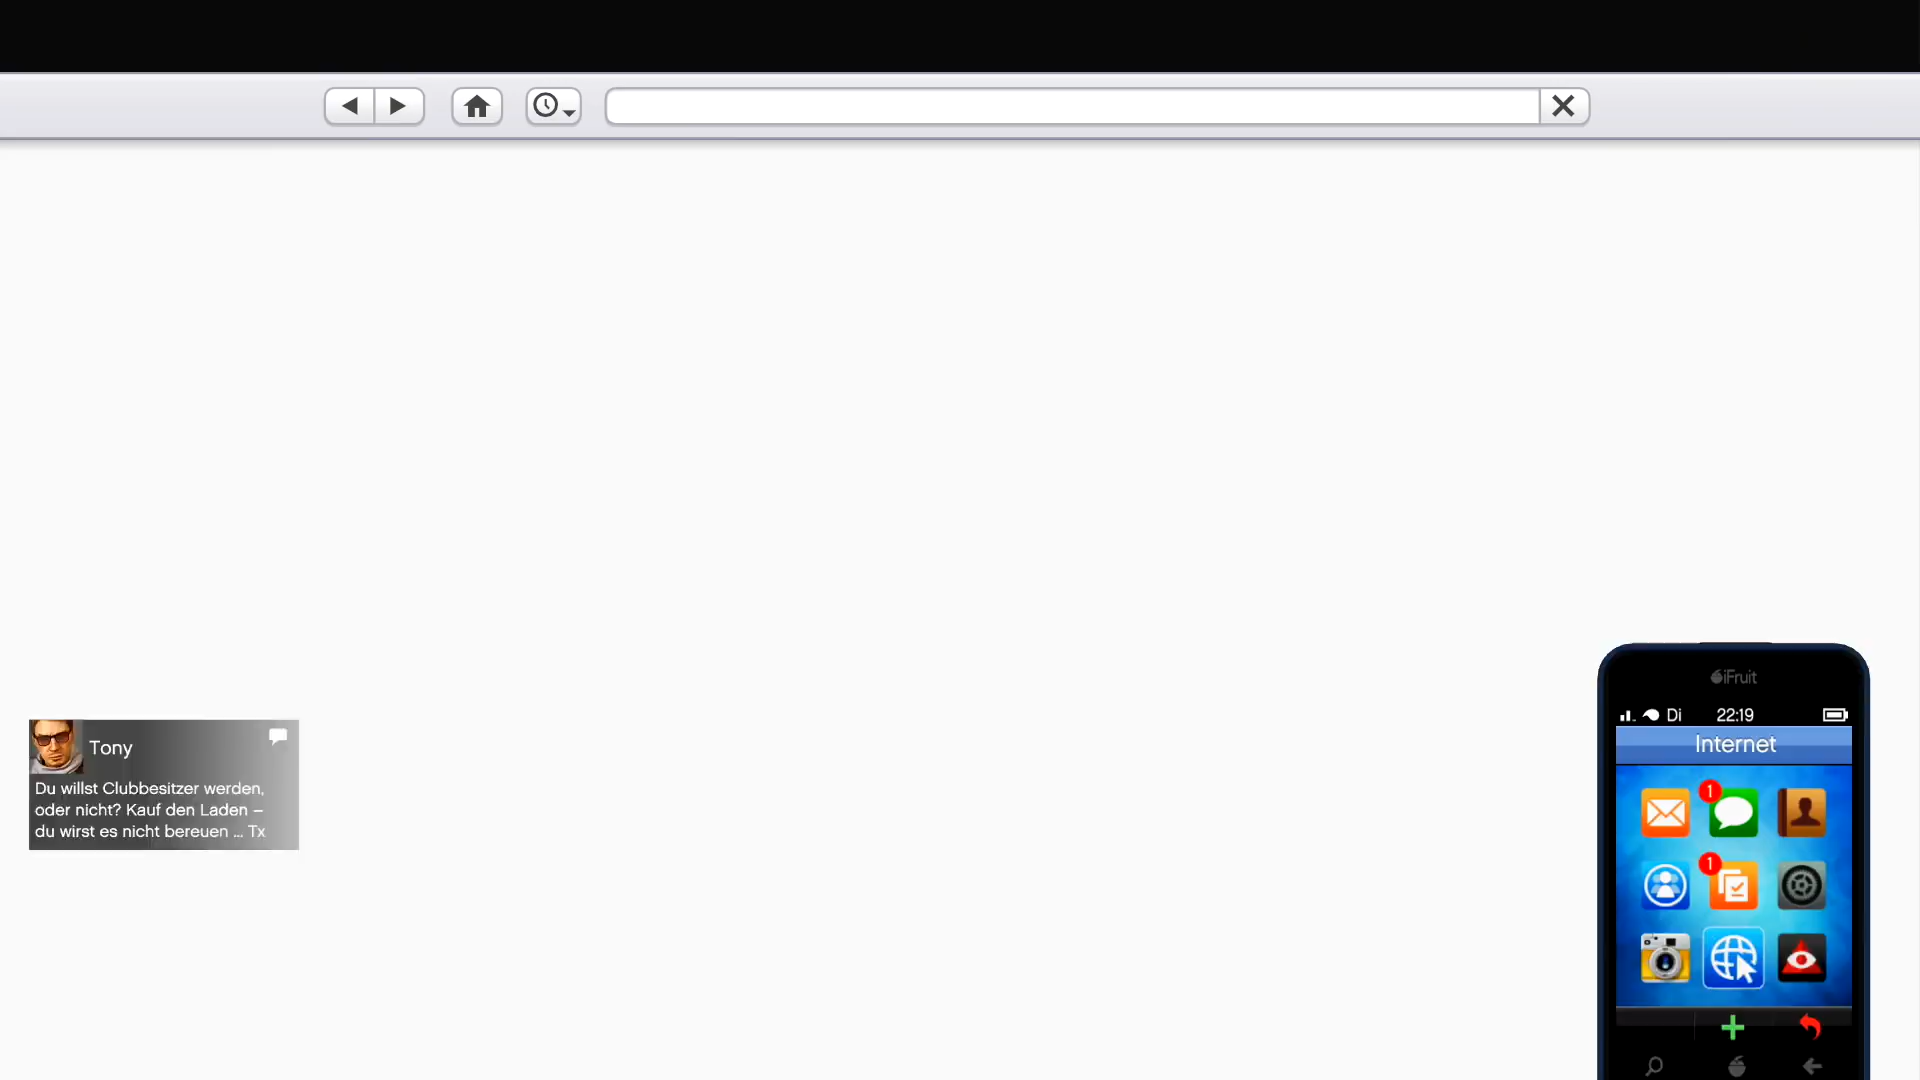 iFruit
Di 22:19
Internet
1
1
Tony
Du willst Clubbesitzer werden,
oder nicht? Kauf den Laden –
du wirst es nicht bereuen ... Tx